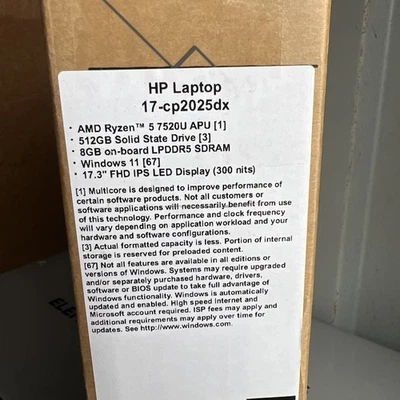 HP Laptop
17-cp2025dx
· AMD Ryzen™ 5 7520U APU [1]
· 512GB Solid State Drive [3]
· 8GB on-board LPDDR5 SDRAM
· Windows 11 [67]
· 17.3" FHD IPS LED Display (300 nits)
[1] Multicore is designed to improve performance of
certain software products. Not all customers or
software applications will necessarily benefit from use
of this technology. Performance and clock frequency
will vary depending on application workload and your
hardware and software configurations.
[3] Actual formatted capacity is less. Portion of internal
storage is reserved for preloaded content.
[67] Not all features are available in all editions or
versions of Windows. Systems may require upgraded
and/or separately purchased hardware, drivers,
software or BIOS update to take full advantage of
Windows functionality. Windows is automatically
updated and enabled. High speed internet and
Microsoft account required. ISP fees may apply and
additional requirements may apply over time for
updates. See http://www.windows.com.